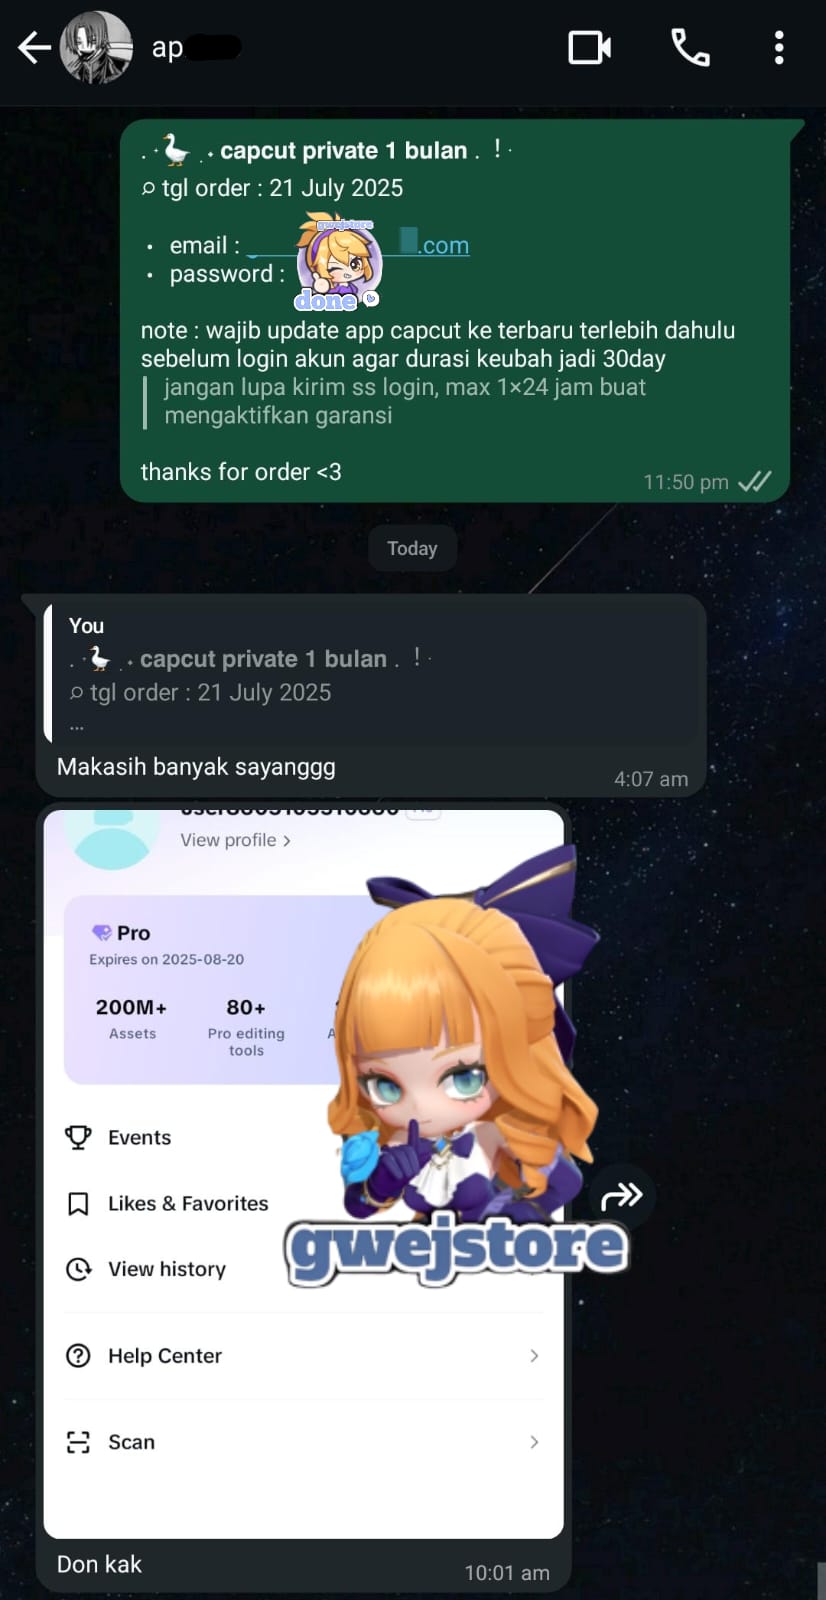 ap
. · 🪿 . · capcut private 1 bulan . ! ·
⌕ tgl order : 21 July 2025
• email : .com
• password :
gwejstore
done
note : wajib update app capcut ke terbaru terlebih dahulu
sebelum login akun agar durasi keubah jadi 30day
jangan lupa kirim ss login, max 1×24 jam buat
mengaktifkan garansi
thanks for order <3
11:50 pm
Today
You
. · 🪿 . · capcut private 1 bulan . ! ·
⌕ tgl order : 21 July 2025
...
Makasih banyak sayanggg
4:07 am
View profile >
Pro
Expires on 2025-08-20
200M+ 80+
Assets Pro editing
tools
Events
Likes & Favorites
gwejstore
View history
Help Center
Scan
Don kak
10:01 am